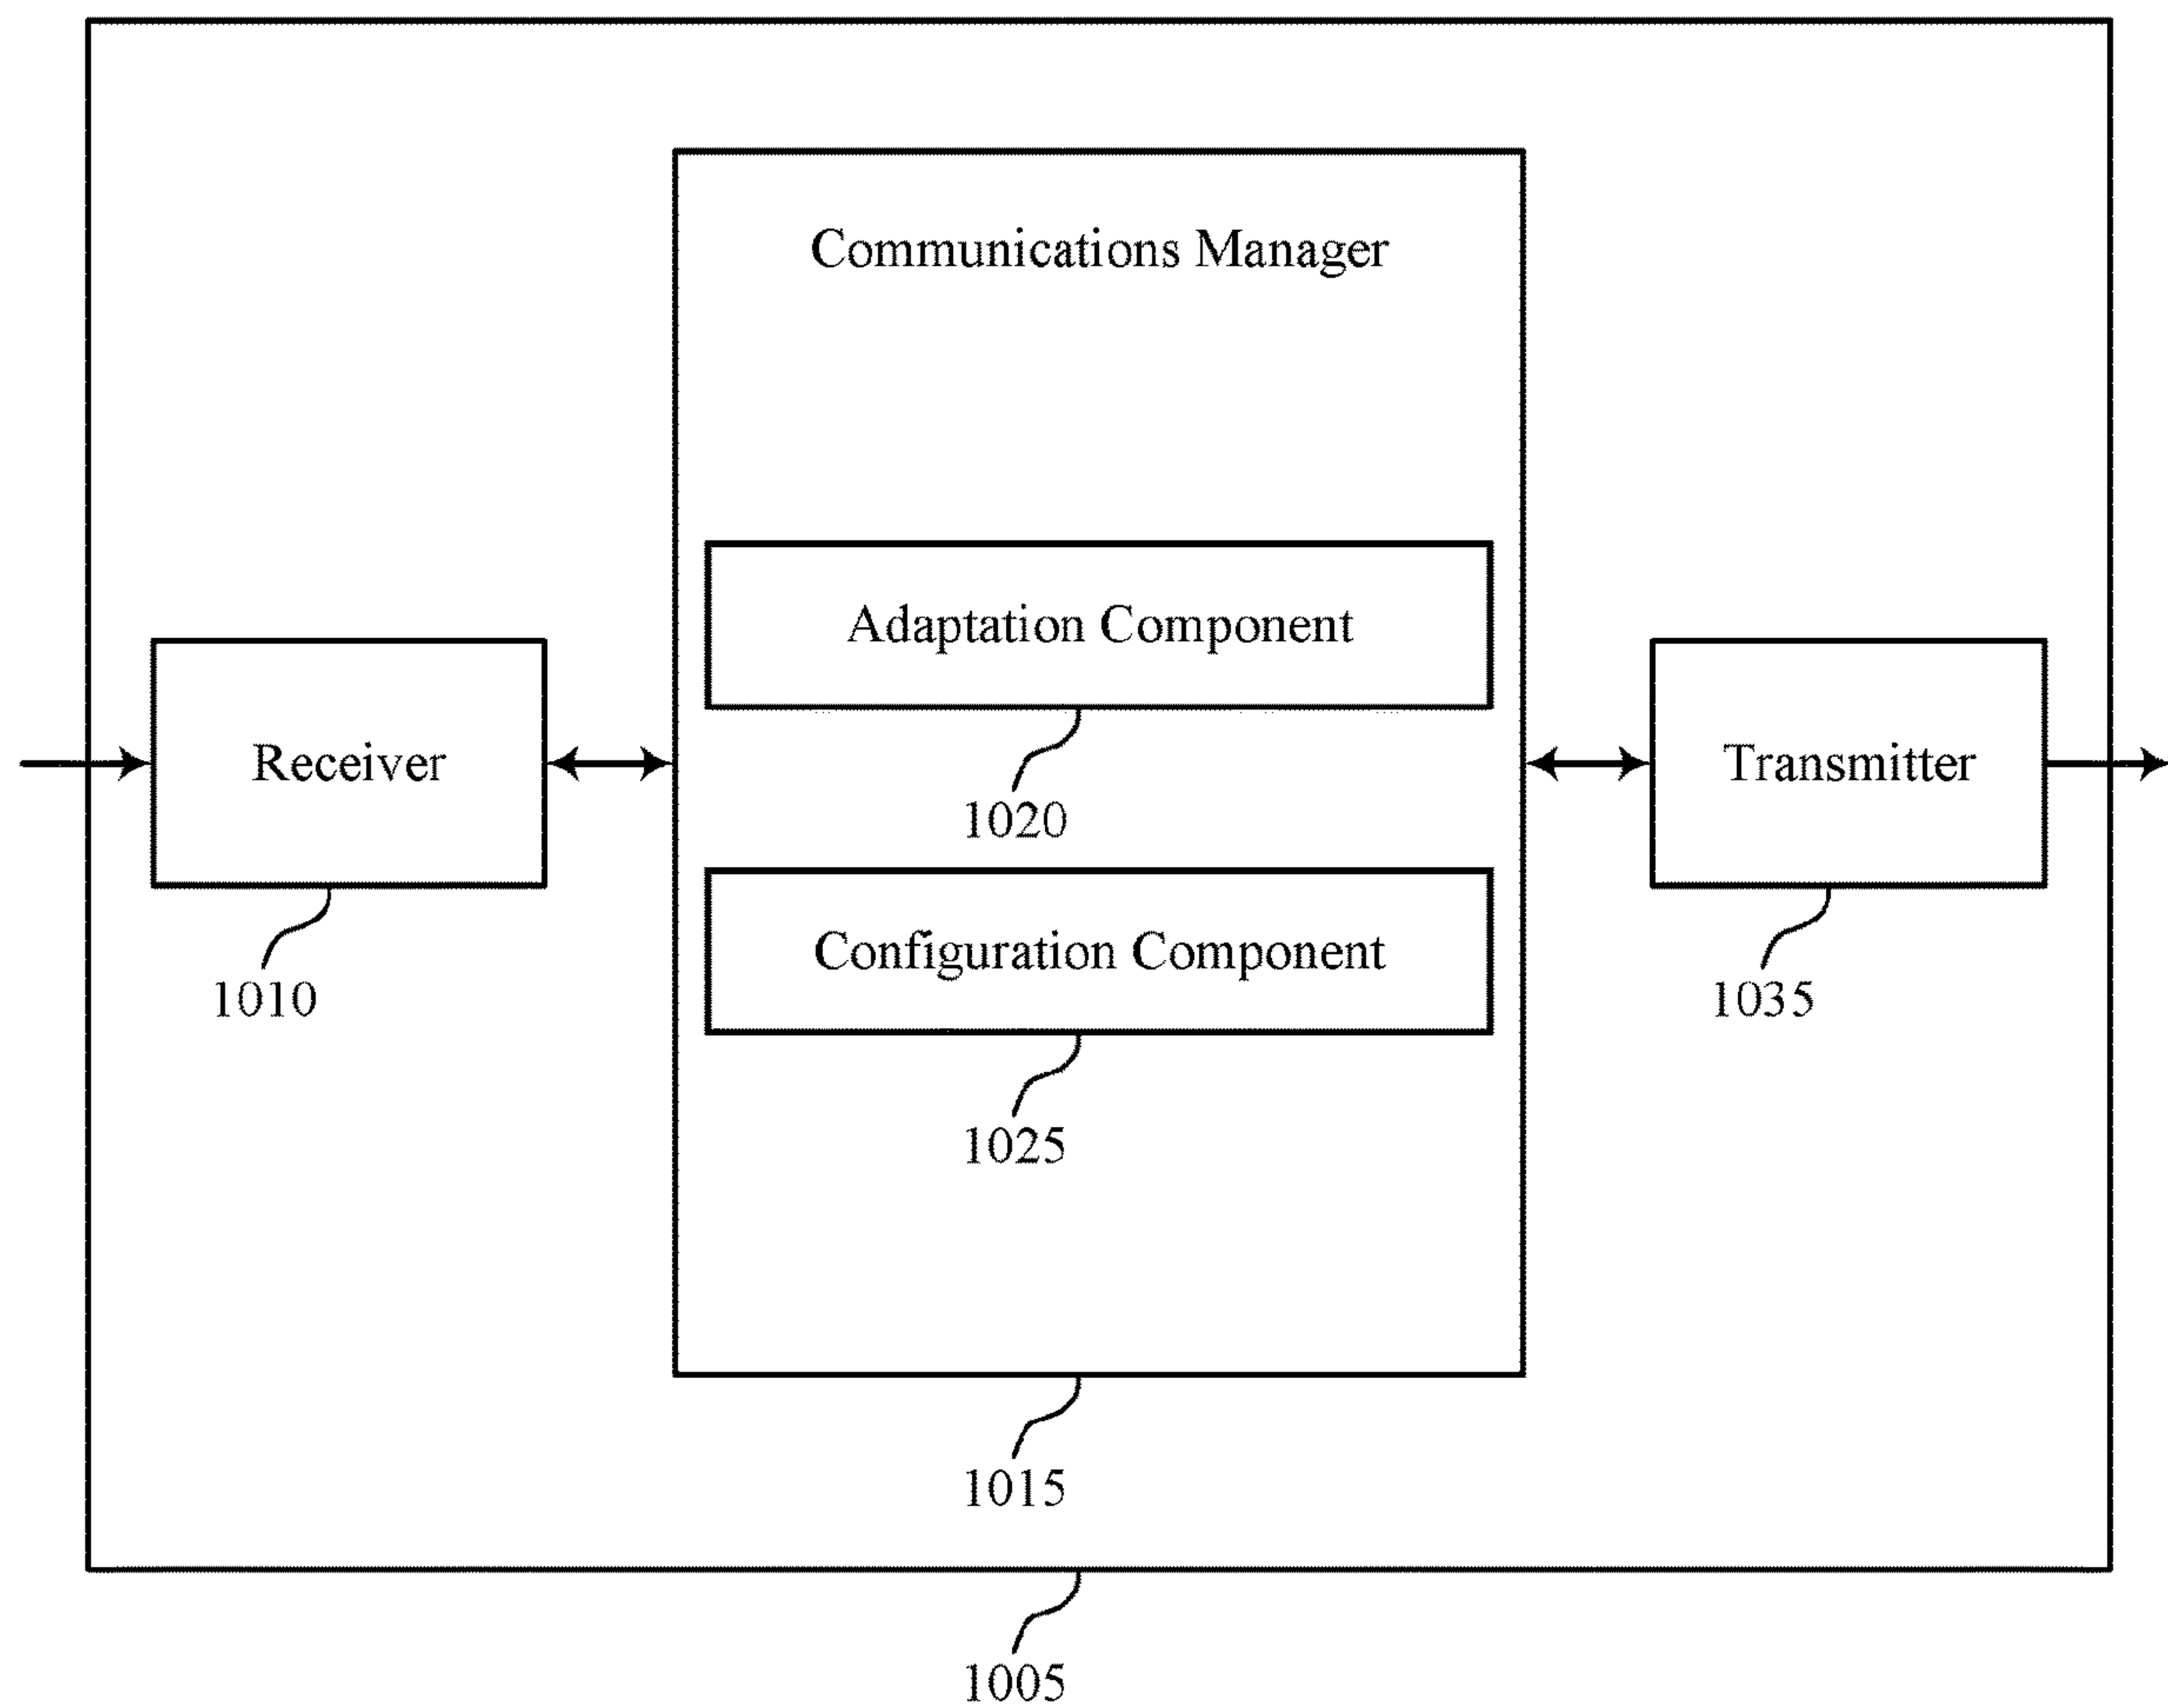 Communications Manager
Adaptation Component
Receiver
Transmitter
1020
Configuration Component
1010
1035
1025
1015
1005